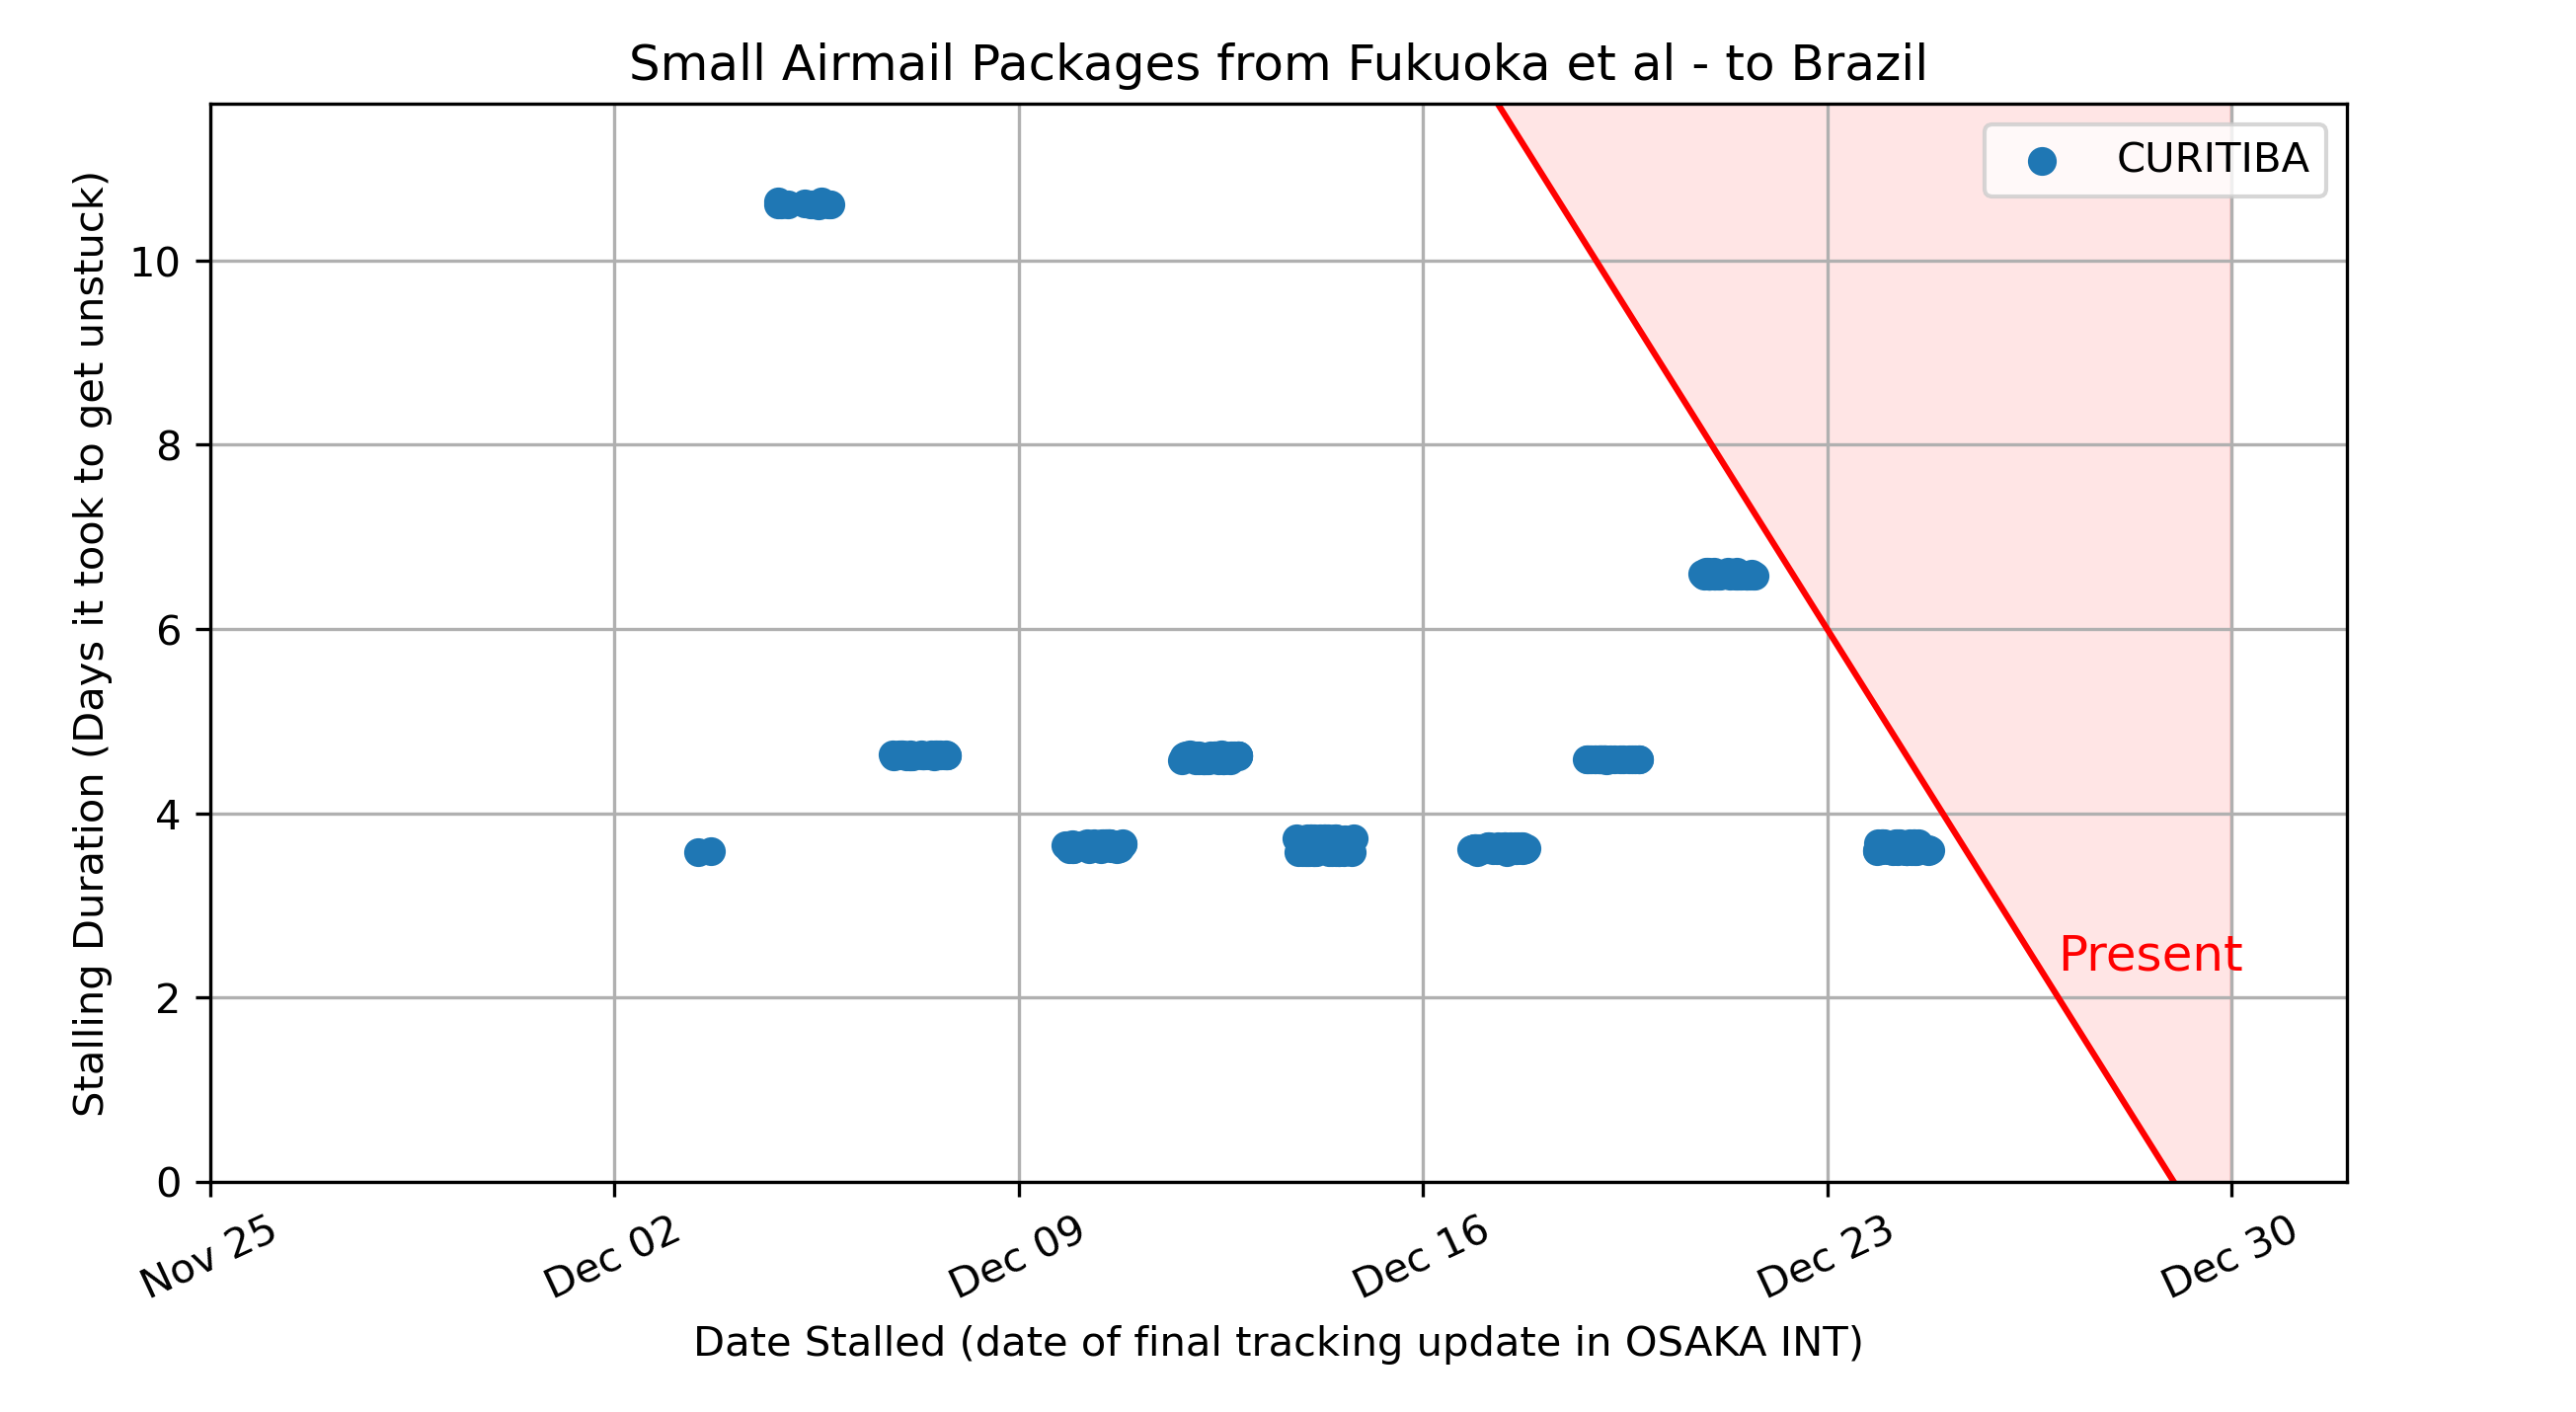 Small Airmail Packages from Fukuoka et al - to Brazil
CURITIBA
Stalling Duration (Days it took to get unstuck)
10
8
6
4
2
0
Present
Nov 25
Dec 02
Dec 09
Dec 16
Dec 23
Dec 30
Date Stalled (date of final tracking update in OSAKA INT)